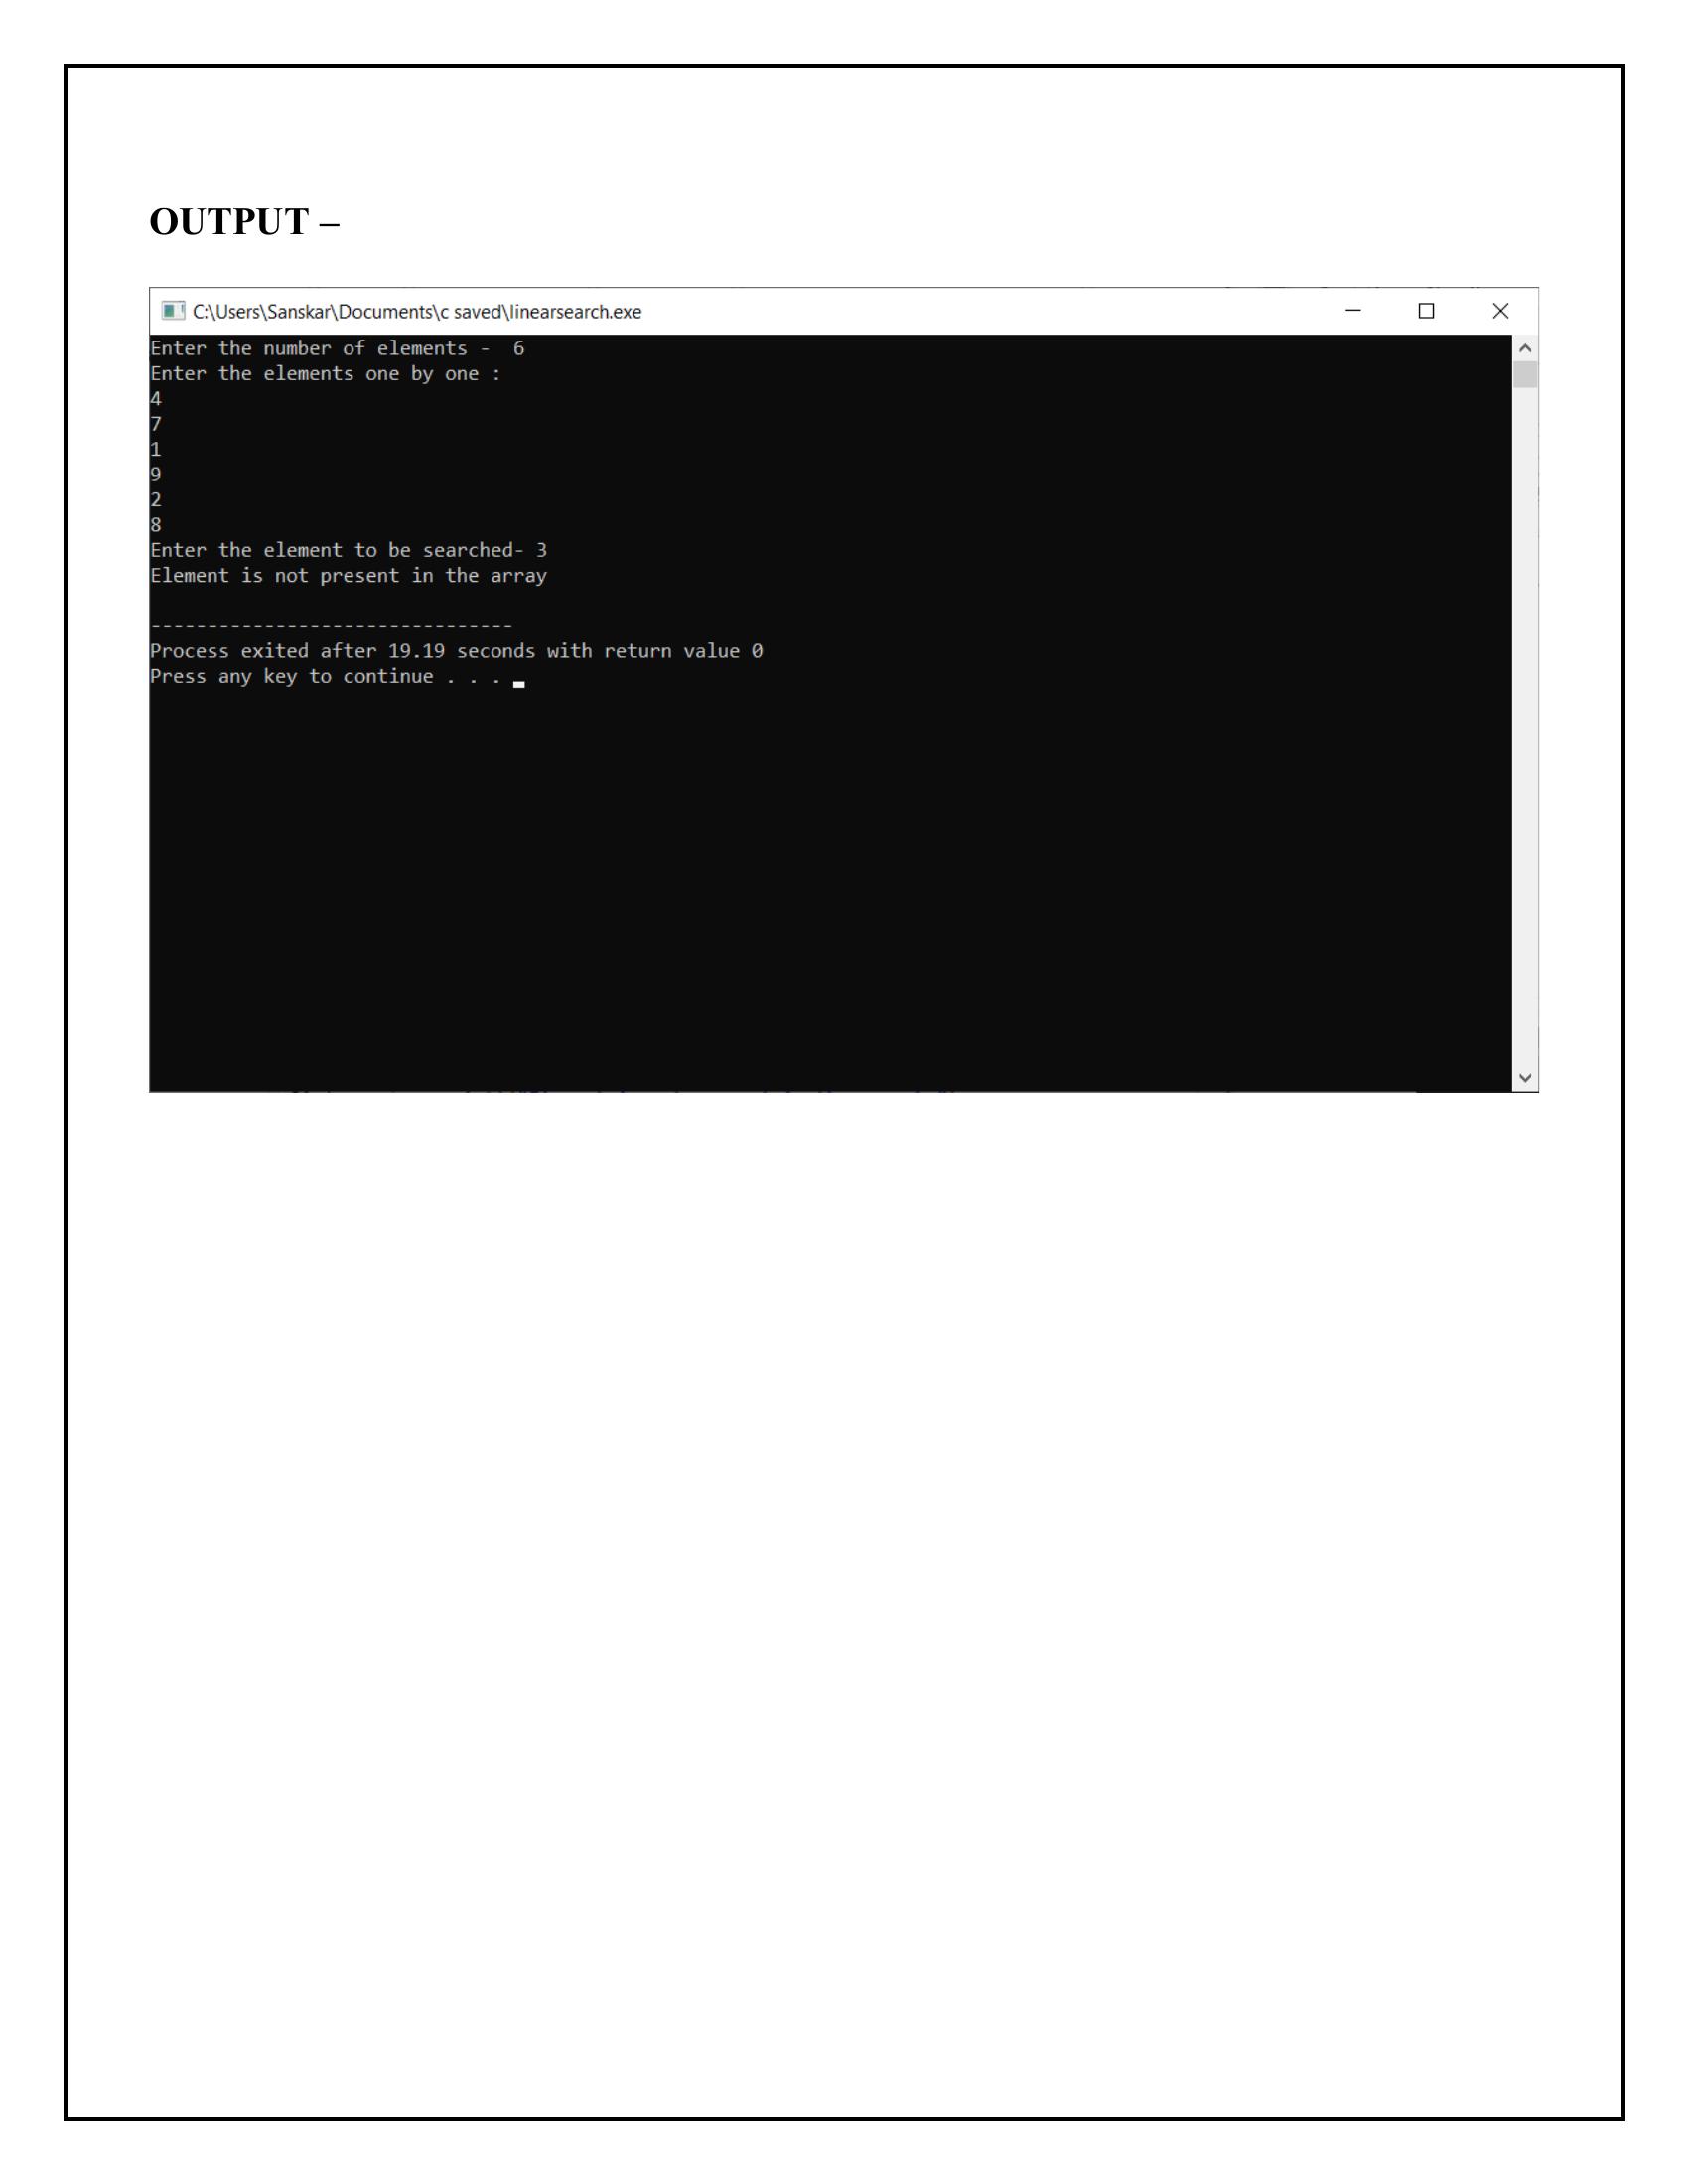 OUTPUT –
C:\Users\Sanskar\Documents\c saved\linearsearch.exe
Enter the number of elements -  6
Enter the elements one by one :
4
7
1
9
2
8
Enter the element to be searched- 3
Element is not present in the array
--------------------------------
Process exited after 19.19 seconds with return value 0
Press any key to continue . . .